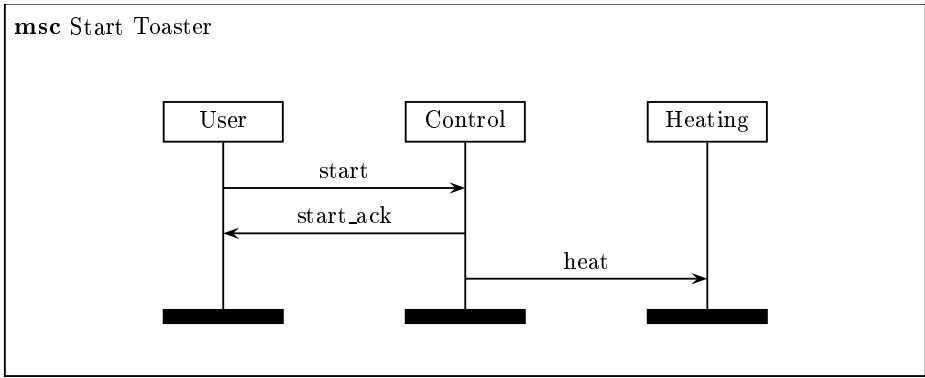 msc Start Toaster
User Control Heating
start
start_ack
heat